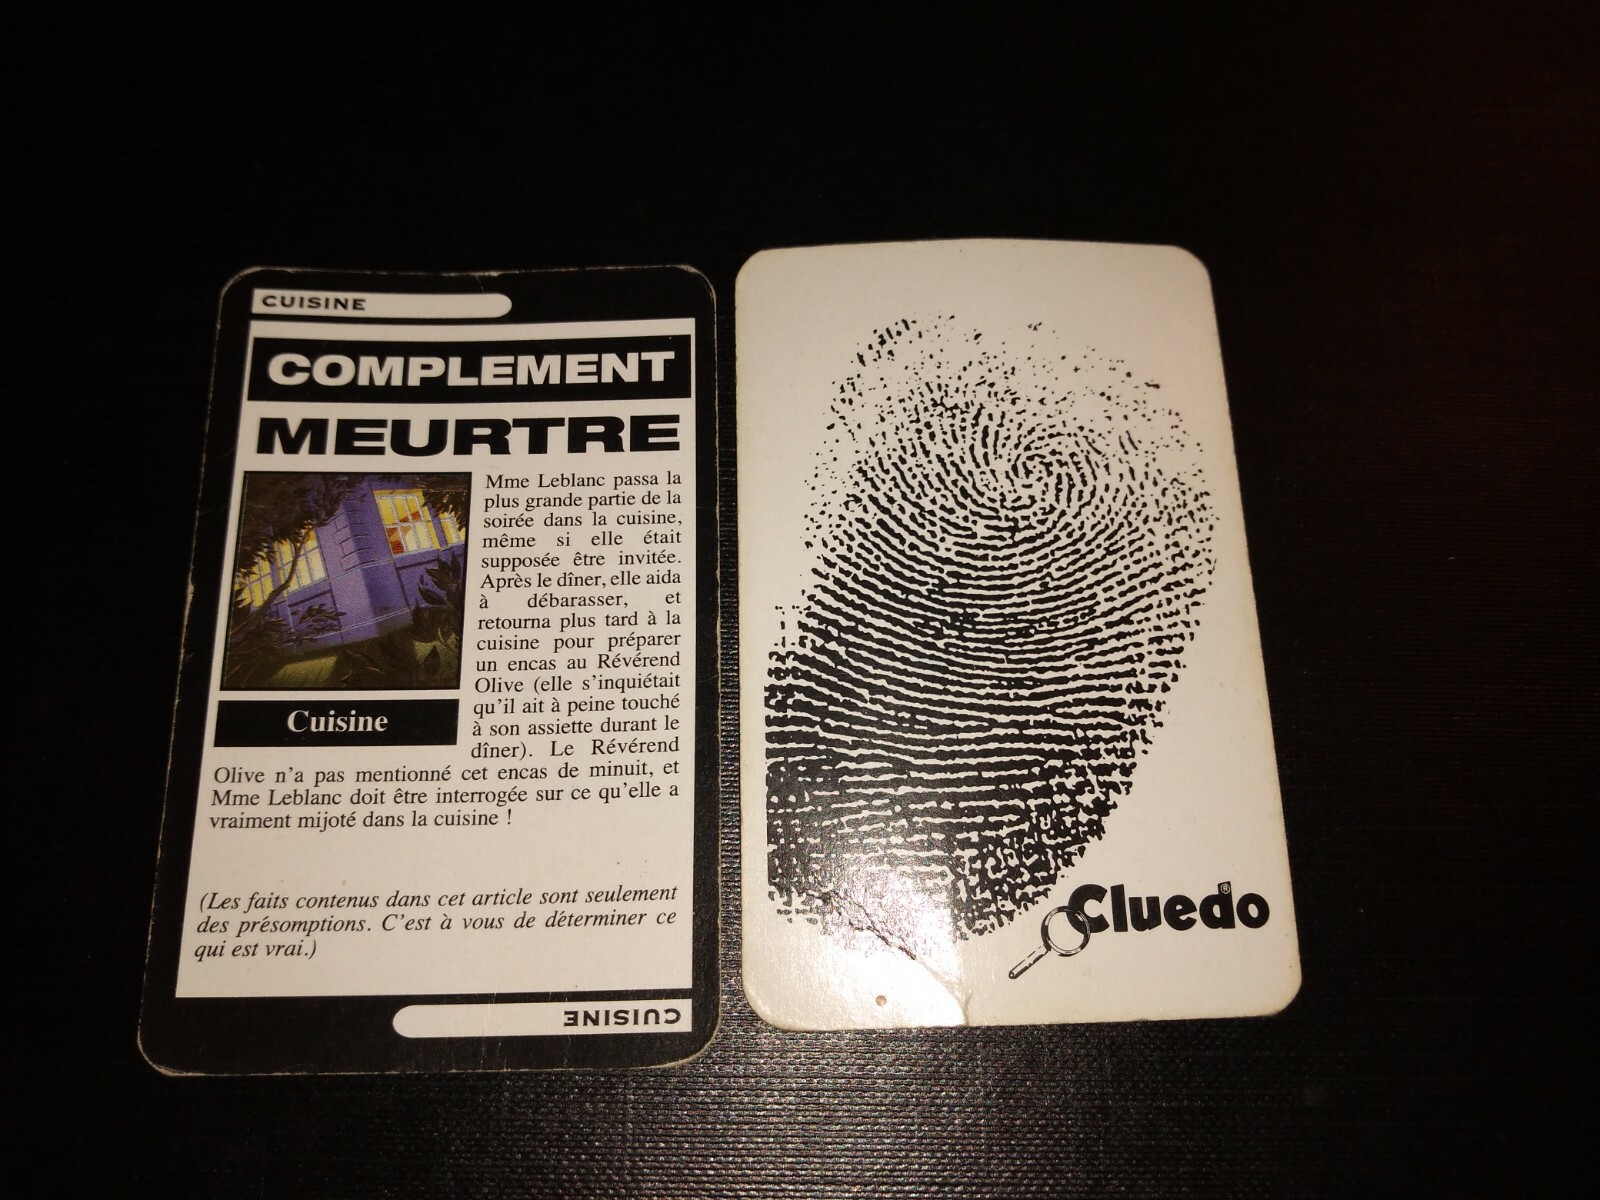 CUISINE
COMPLEMENT
MEURTRE
Mme Leblanc passa la
plus grande partie de la
soirée dans la cuisine,
même si elle était
supposée être invitée.
Après le dîner, elle aida
à débarasser, et
retourna plus tard à la
cuisine pour préparer
un encas au Révérend
Olive (elle s'inquiétait
qu'il ait à peine touché
à son assiette durant le
dîner). Le Révérend
Olive n'a pas mentionné cet encas de minuit, et
Mme Leblanc doit être interrogée sur ce qu'elle a
vraiment mijoté dans la cuisine !
Cuisine
(Les faits contenus dans cet article sont seulement
des présomptions. C'est à vous de déterminer ce
qui est vrai.)
CUISINE
Cluedo®